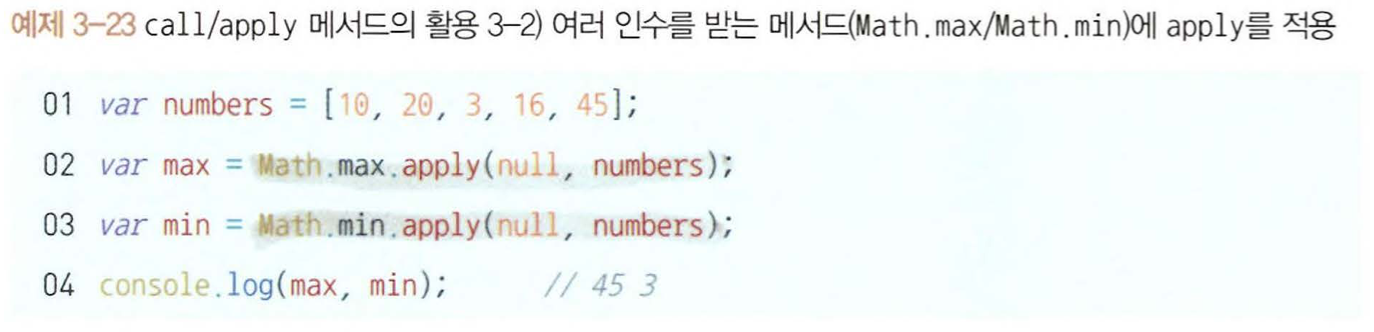 예제 3-23 call/apply 메서드의 활용 3-2) 여러 인수를 받는 메서드(Math.max/Math.min)에 apply를 적용
01 var numbers = [10, 20, 3, 16, 45];
02 var max = Math.max.apply(null, numbers);
03 var min = Math.min.apply(null, numbers);
04 console.log(max, min); // 45 3